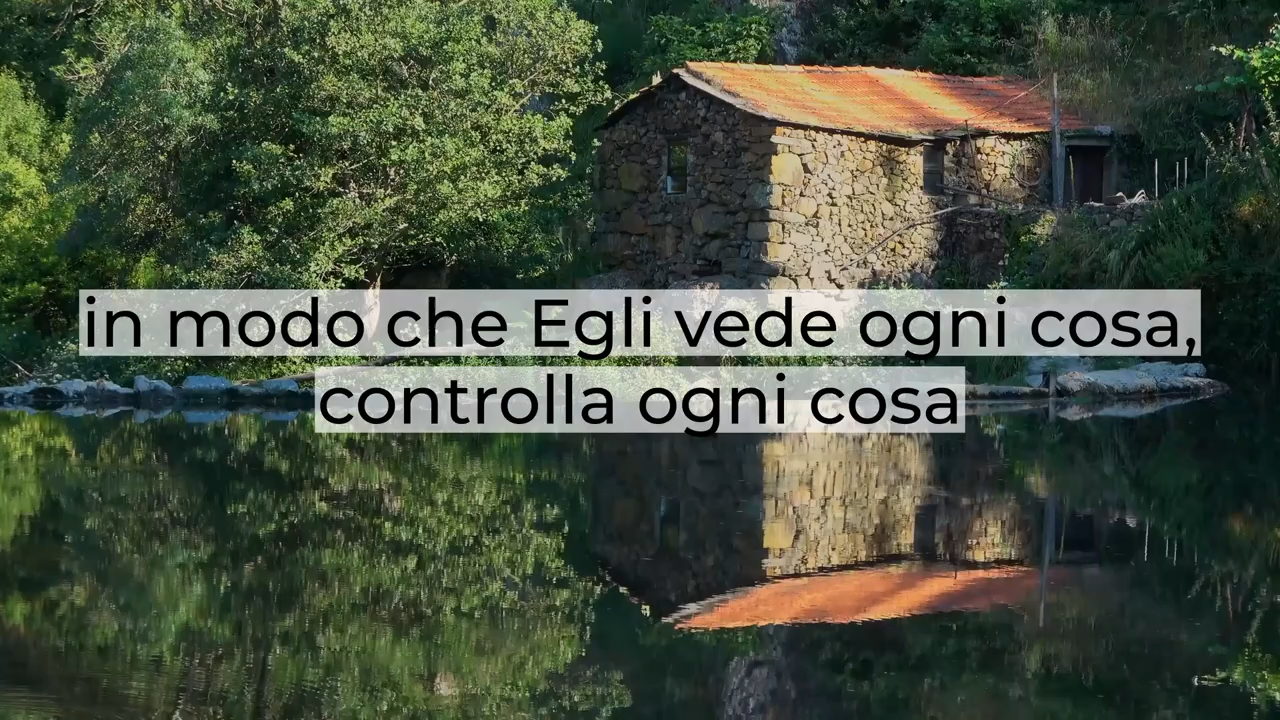 in modo che Egli vede ogni cosa,
controlla ogni cosa